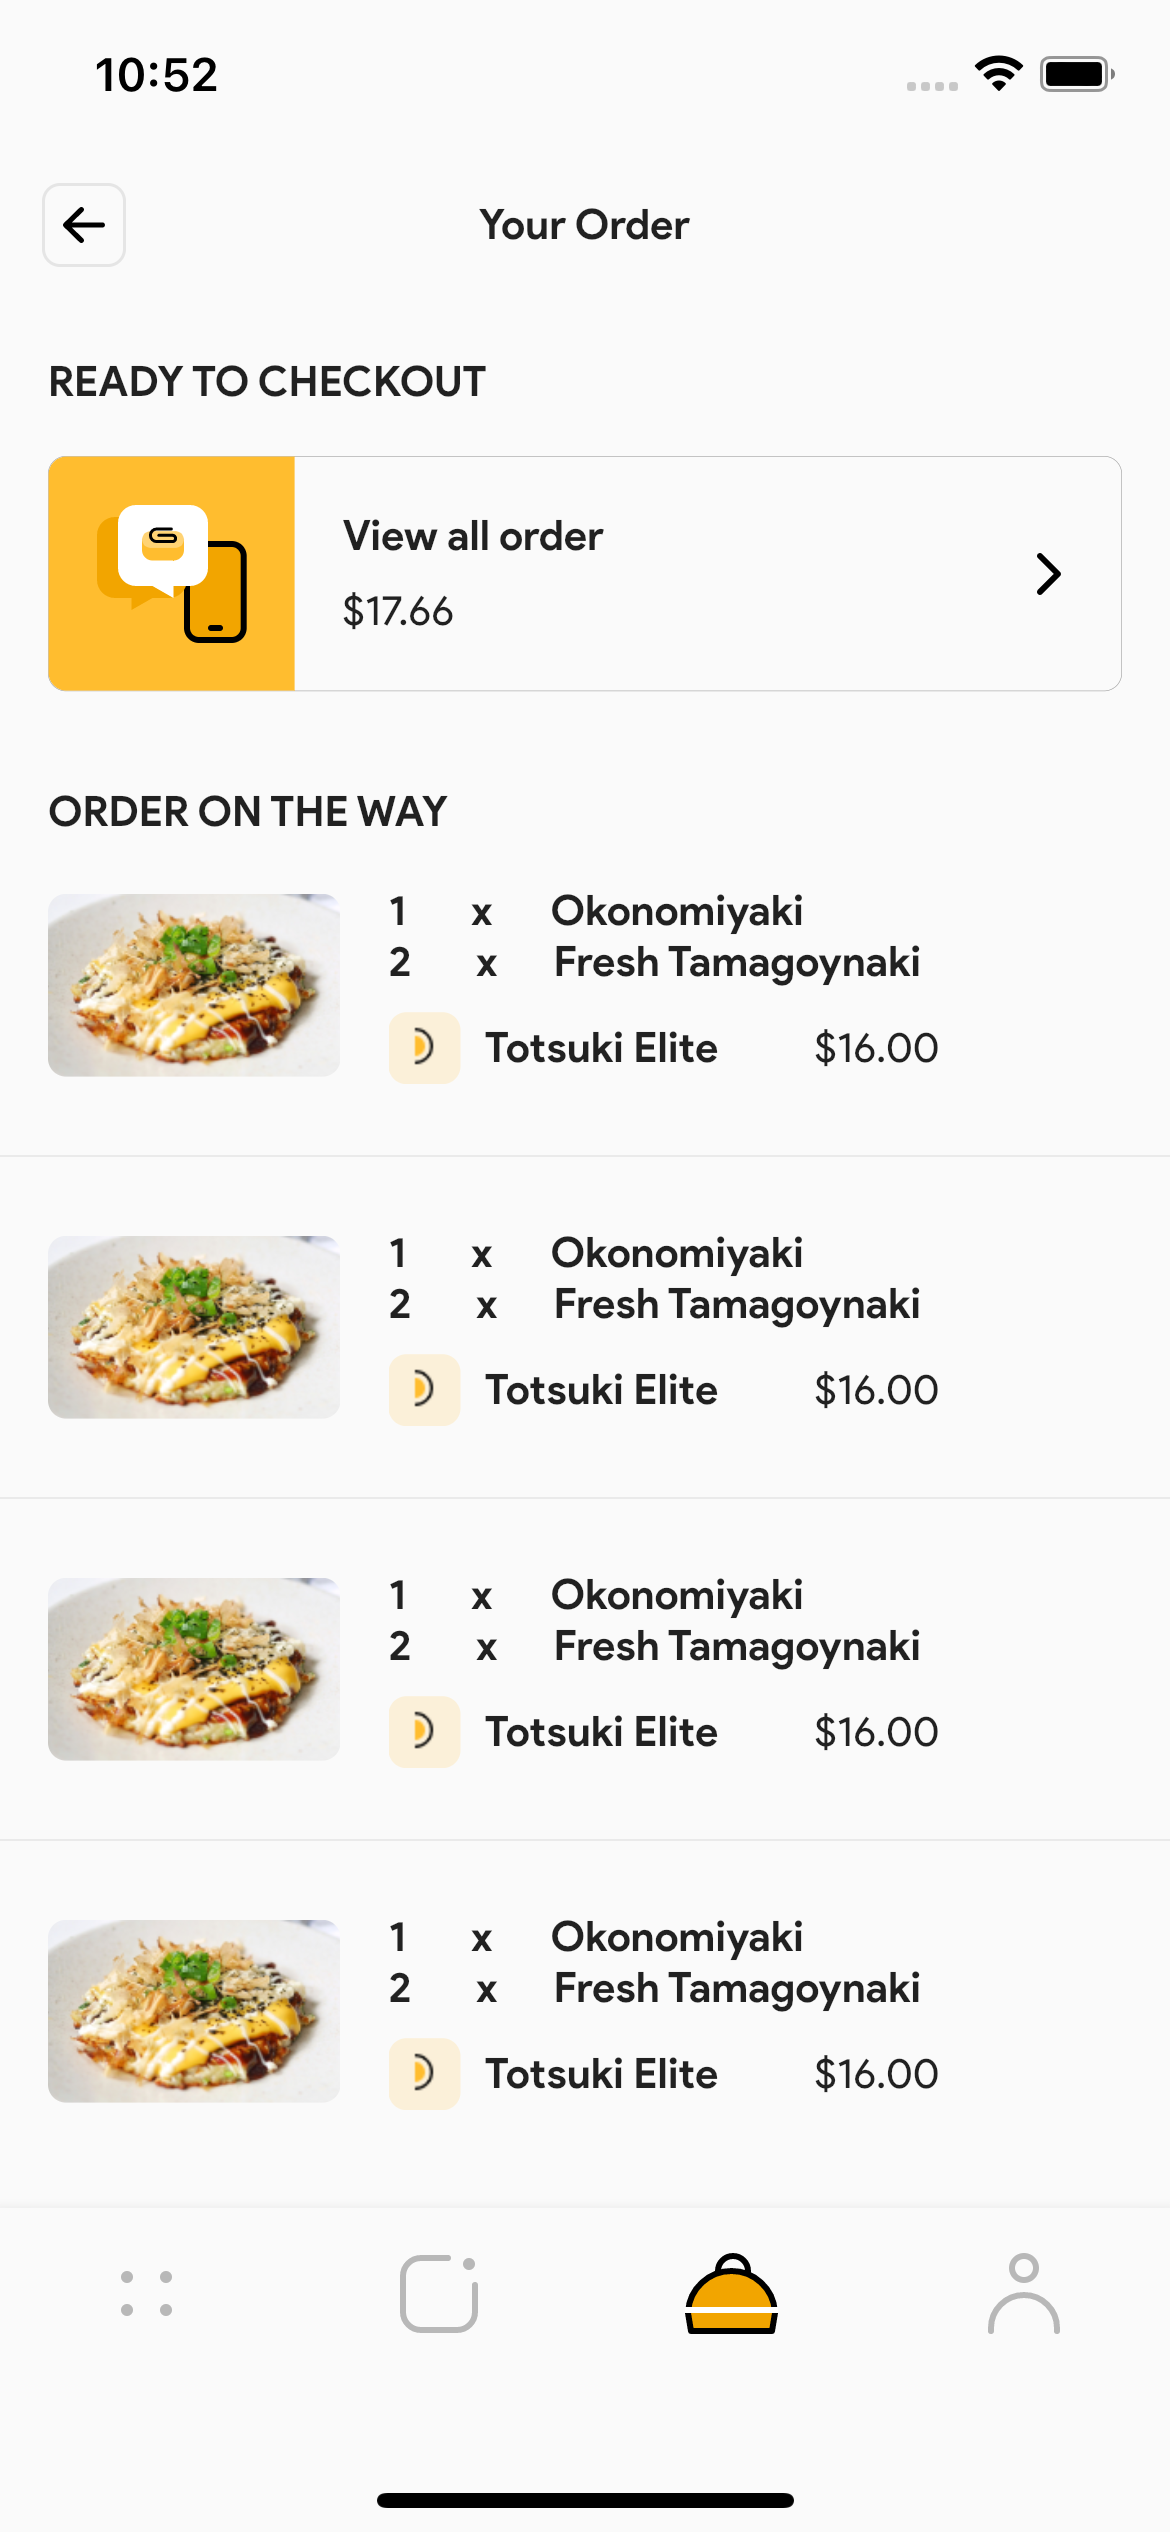 10:52
Your Order
READY TO CHECKOUT
View all order
$17.66
ORDER ON THE WAY
1 x Okonomiyaki
2 x Fresh Tamagoynaki
Totsuki Elite $16.00
1 x Okonomiyaki
2 x Fresh Tamagoynaki
Totsuki Elite $16.00
1 x Okonomiyaki
2 x Fresh Tamagoynaki
Totsuki Elite $16.00
1 x Okonomiyaki
2 x Fresh Tamagoynaki
Totsuki Elite $16.00